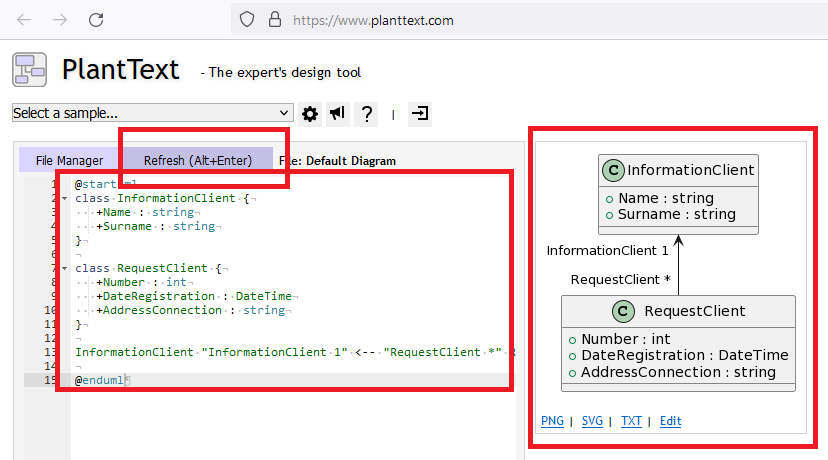 https://www.planttext.com
PlantText - The expert's design tool
Select a sample...
? |
File Manager Refresh (Alt+Enter) File: Default Diagram
1 @startuml
2 class InformationClient {
3 +Name : string
4 +Surname : string
5 }
6
7 class RequestClient {
8 +Number : int
9 +DateRegistration : DateTime
10 +AddressConnection : string
11 }
12
13 InformationClient "InformationClient 1" <-- "RequestClient *"
14
15 @enduml
C InformationClient
Name : string
Surname : string
InformationClient 1
RequestClient *
C RequestClient
Number : int
DateRegistration : DateTime
AddressConnection : string
PNG | SVG | TXT | Edit